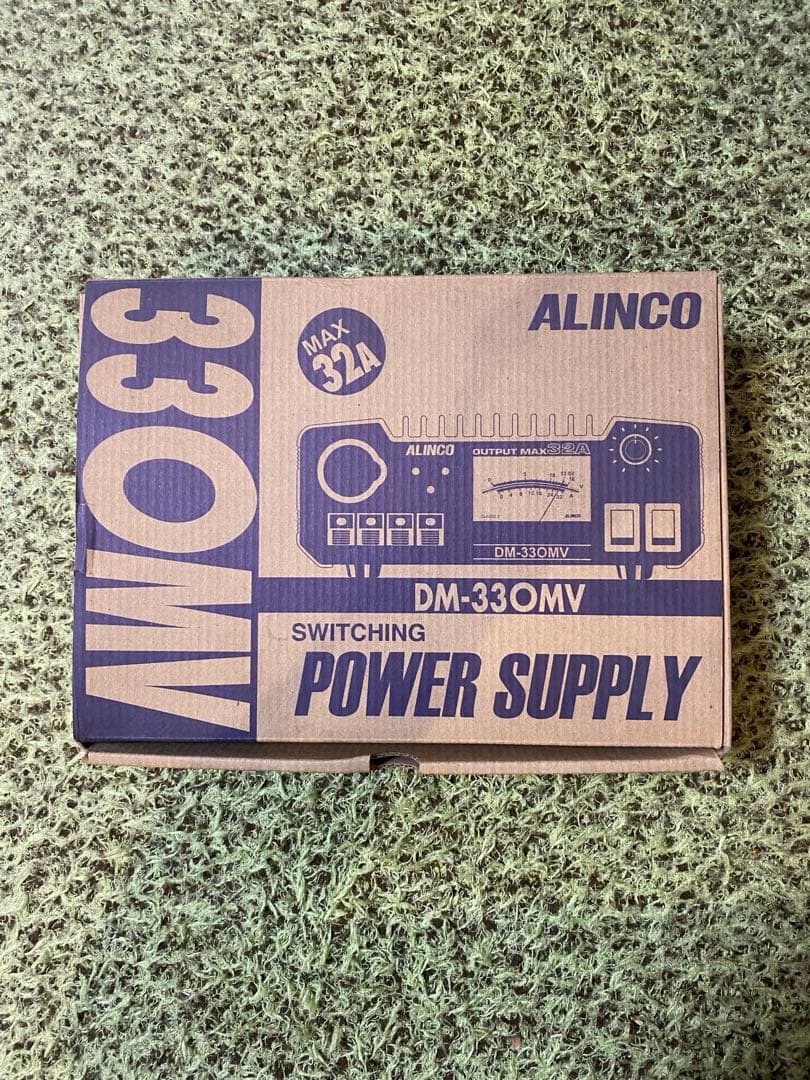 330MV
MAX
32A
ALINCO
ALINCO
OUTPUT MAX 32A
DM-330MV
DM-330MV
SWITCHING
POWER SUPPLY